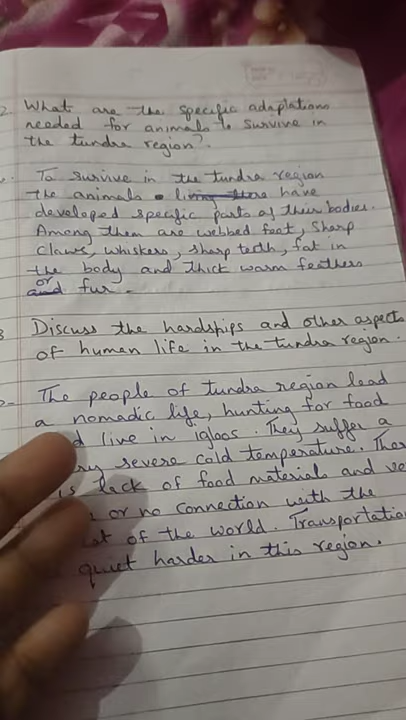 2. What are the specific adaptations
needed for animals to survive in
the tundra region?
To survive in the tundra region
the animals living there have
developed specific parts of their bodies.
Among them are webbed feet, sharp
claws, whiskers, sharp teeth, fat in
the body and thick warm feathers
or
and fur.
3 Discuss the hardships and other aspects
of human life in the tundra region.
The people of tundra region lead
a nomadic life, hunting for food
live in igloos. They suffer a
severe cold temperature.
is lack of food materials and
or no connection with the
of the world. Transportation
quiet harder in this region.